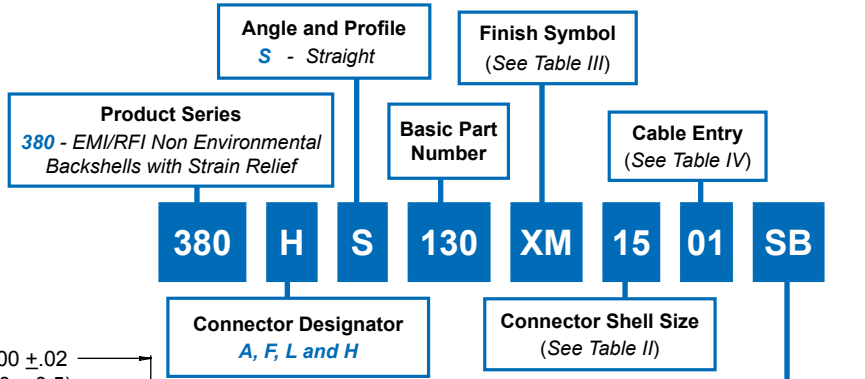 Angle and Profile
S - Straight
Finish Symbol
(See Table III)
Product Series
380 - EMI/RFI Non Environmental
Backshells with Strain Relief
Basic Part
Number
Cable Entry
(See Table IV)
380 H S 130 XM 15 01 SB
Connector Designator
A, F, L and H
Connector Shell Size
(See Table II)
00 ±.02